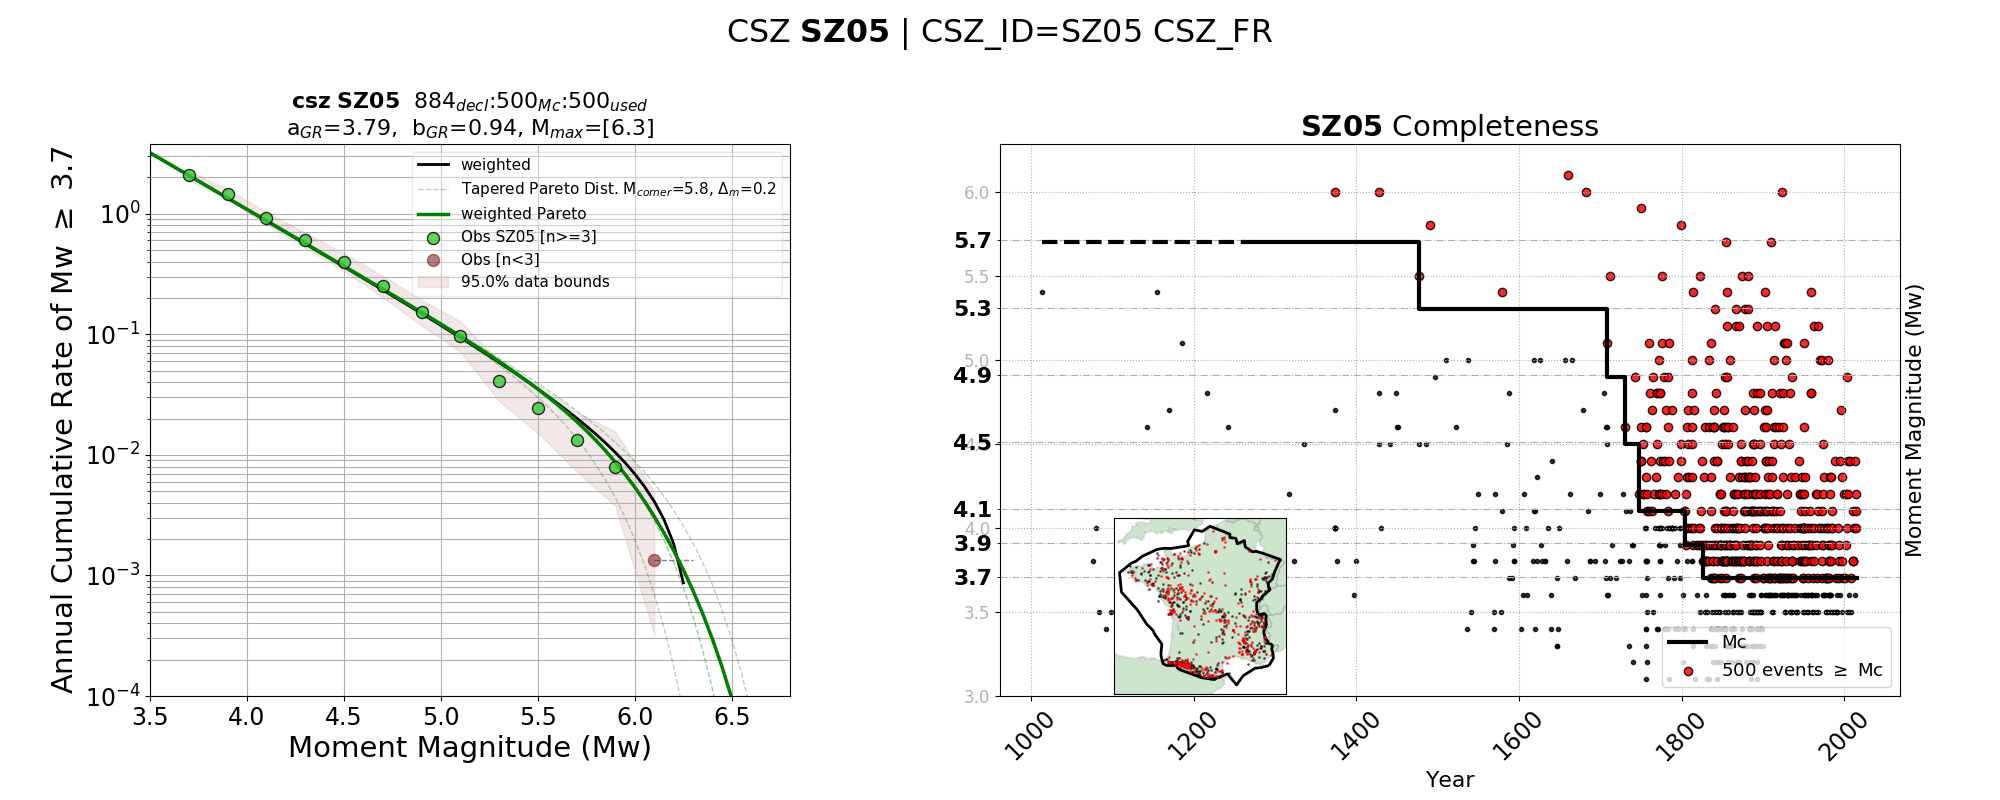 CSZ SZ05 | CSZ_ID=SZ05 CSZ_FR
csz SZ05 884decl:500Mc:500used
aGR=3.79, bGR=0.94, Mmax=[6.3]
Annual Cumulative Rate of Mw ≥ 3.7
10^0
10^−1
10^−2
10^−3
10^−4
weighted
Tapered Pareto Dist. Mcorner=5.8, Δm=0.2
weighted Pareto
Obs SZ05 [n>=3]
Obs [n<3]
95.0% data bounds
3.5 4.0 4.5 5.0 5.5 6.0 6.5
Moment Magnitude (Mw)
SZ05 Completeness
6.0
5.7
5.5
5.3
5.0
4.9
4.5
4.1
4.0
3.9
3.7
3.5
3.0
Mc
500 events ≥ Mc
1000 1200 1400 1600 1800 2000
Year
Moment Magnitude (Mw)